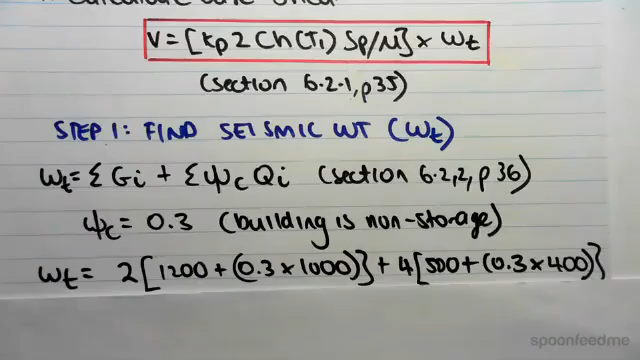 V = [Kp Z Ch(T1) Sp/μ] × Wt
(section 6.2.1, p35)
STEP 1: FIND SEISMIC WT (Wt)
Wt = Σ Gi + Σ ψc Qi (section 6.2.2, p 36)
ψc = 0.3 (building is non-storage)
Wt = 2[1200 + (0.3 × 1000)] + 4[500 + (0.3 × 400)]
spoonfeedme